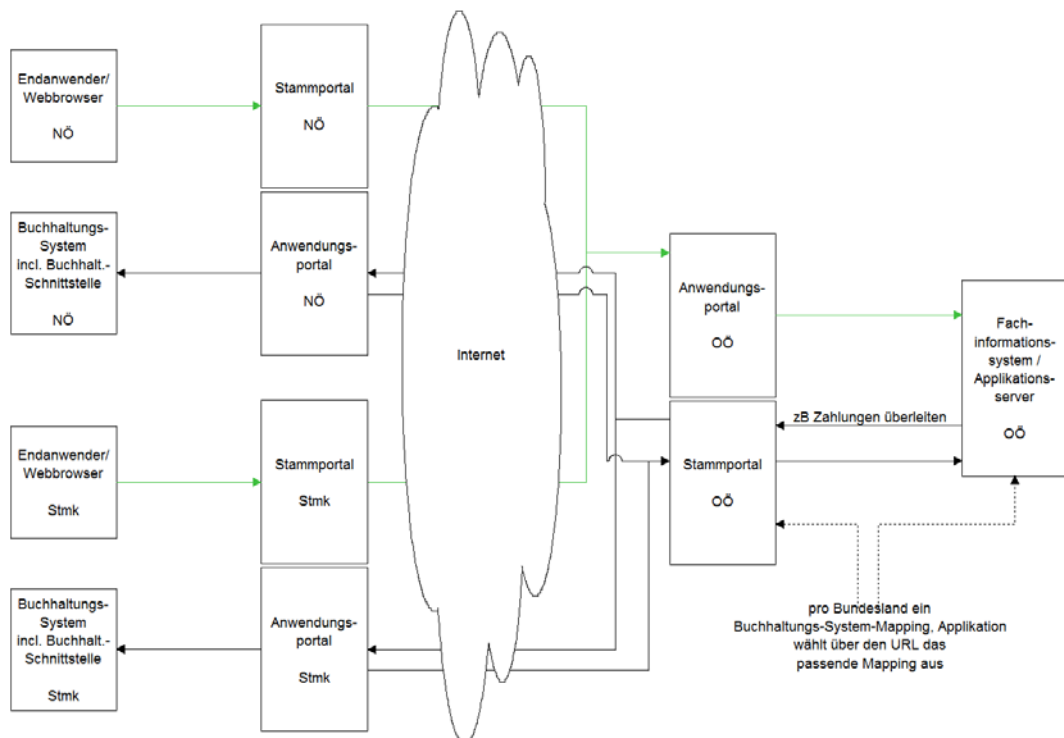 Endanwender/
Webbrowser
NÖ
Stammportal
NÖ
Buchhaltungs-
System
incl. Buchhalt.-
Schnittstelle
NÖ
Anwendungs-
portal
NÖ
Internet
Anwendungs-
portal
OÖ
Fach-
informations-
system /
Applikations-
server
OÖ
zB Zahlungen überleiten
Stammportal
OÖ
Endanwender/
Webbrowser
Stmk
Stammportal
Stmk
Buchhaltungs-
System
incl. Buchhalt.-
Schnittstelle
Stmk
Anwendungs-
portal
Stmk
pro Bundesland ein
Buchhaltungs-System-Mapping, Applikation
wählt über den URL das
passende Mapping aus